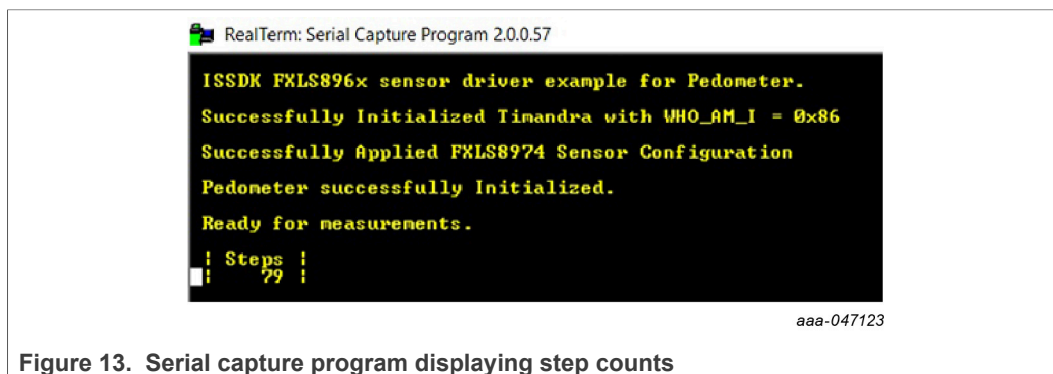 RealTerm: Serial Capture Program 2.0.0.57
ISSDK FXLS896x sensor driver example for Pedometer.
Successfully Initialized Timandra with WHO_AM_I = 0x86
Successfully Applied FXLS8974 Sensor Configuration
Pedometer successfully Initialized.
Ready for measurements.
| Steps |
| 79 |
aaa-047123
Figure 13. Serial capture program displaying step counts